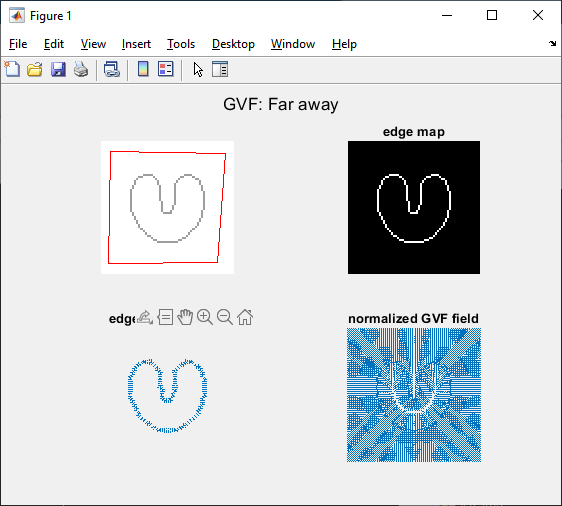 Figure 1
File Edit View Insert Tools Desktop Window Help
GVF: Far away
edge map
edge
normalized GVF field